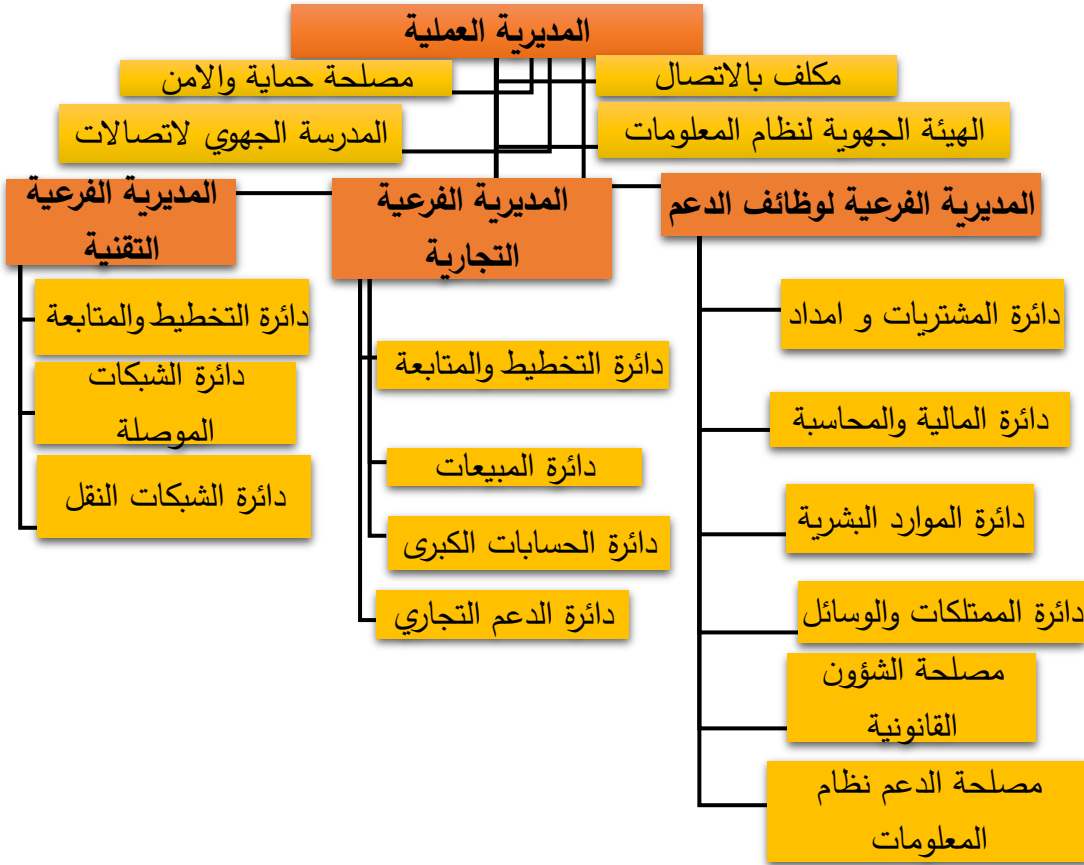 المديرية العملية
مكلف بالاتصال
مصلحة حماية والامن
الهيئة الجهوية لنظام المعلومات
المدرسة الجهوي لاتصالات
المديرية الفرعية لوظائف الدعم
دائرة المشتريات و امداد
دائرة المالية والمحاسبة
دائرة الموارد البشرية
دائرة الممتلكات والوسائل
مصلحة الشؤون
القانونية
مصلحة الدعم نظام
المعلومات
المديرية الفرعية
التجارية
دائرة التخطيط والمتابعة
دائرة المبيعات
دائرة الحسابات الكبرى
دائرة الدعم التجاري
المديرية الفرعية
التقنية
دائرة التخطيط والمتابعة
دائرة الشبكات
الموصلة
دائرة الشبكات النقل